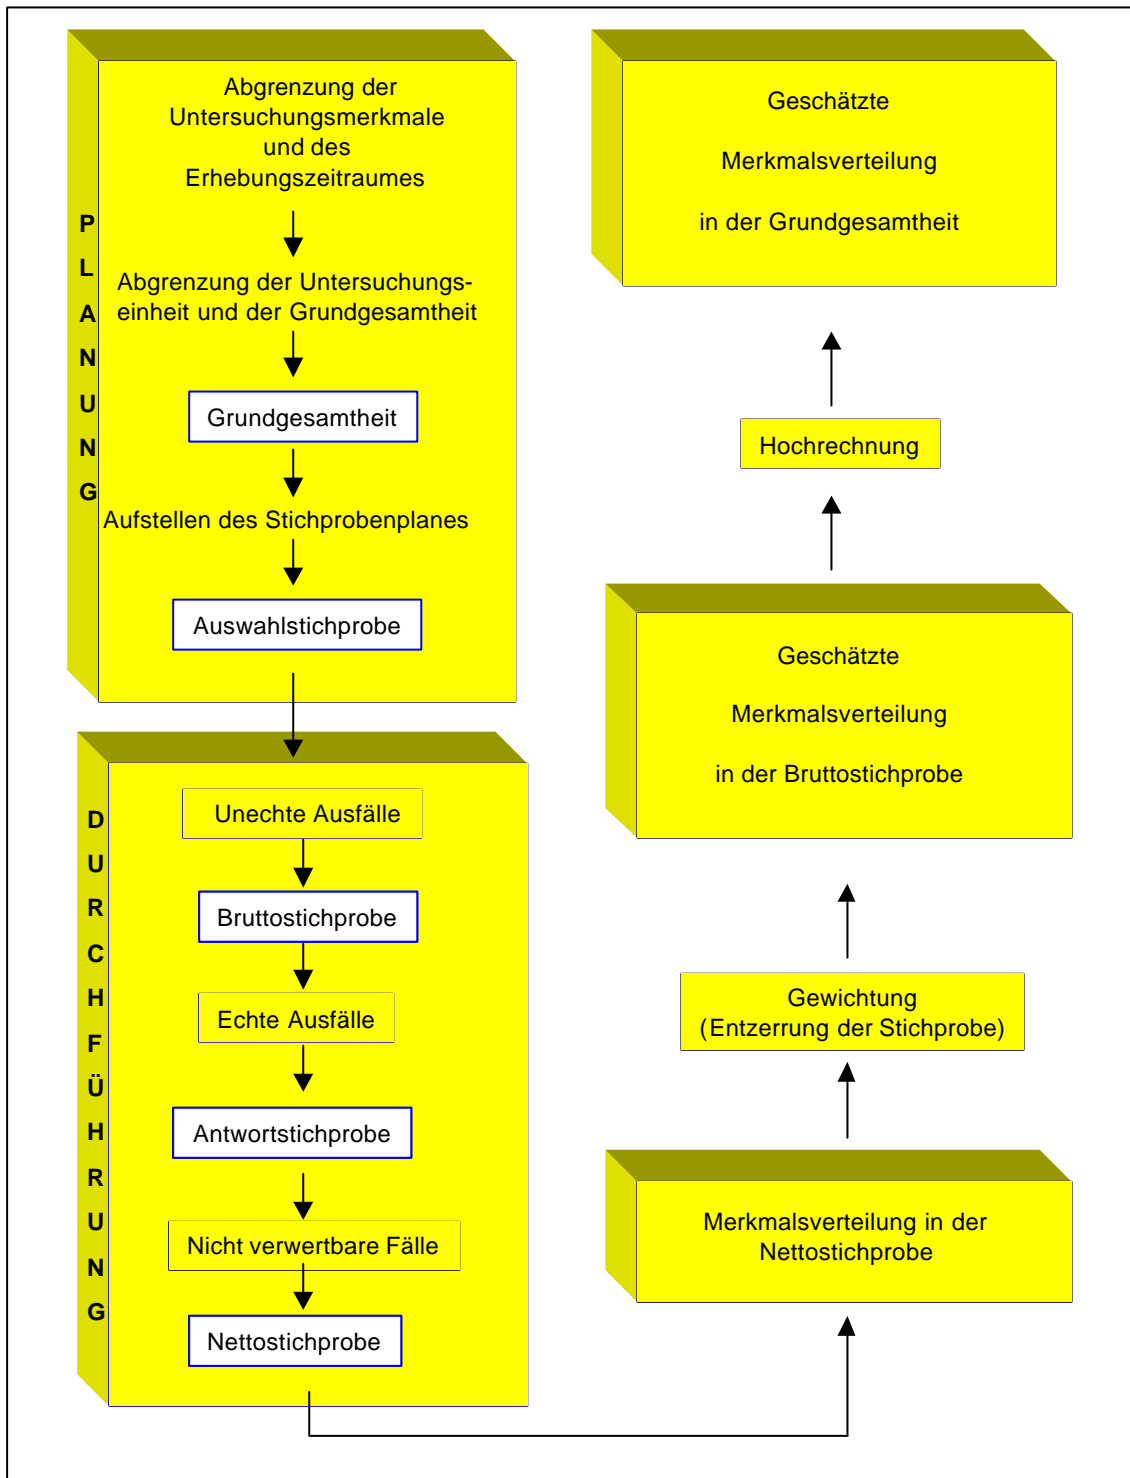 PLANUNG
Abgrenzung der
Untersuchungsmerkmale
und des
Erhebungszeitraumes
Abgrenzung der Untersuchungs-
einheit und der Grundgesamtheit
Grundgesamtheit
Aufstellen des Stichprobenplanes
Auswahlstichprobe
DURCHFÜHRUNG
Unechte Ausfälle
Bruttostichprobe
Echte Ausfälle
Antwortstichprobe
Nicht verwertbare Fälle
Nettostichprobe
Merkmalsverteilung in der
Nettostichprobe
Gewichtung
(Entzerrung der Stichprobe)
Geschätzte
Merkmalsverteilung
in der Bruttostichprobe
Hochrechnung
Geschätzte
Merkmalsverteilung
in der Grundgesamtheit